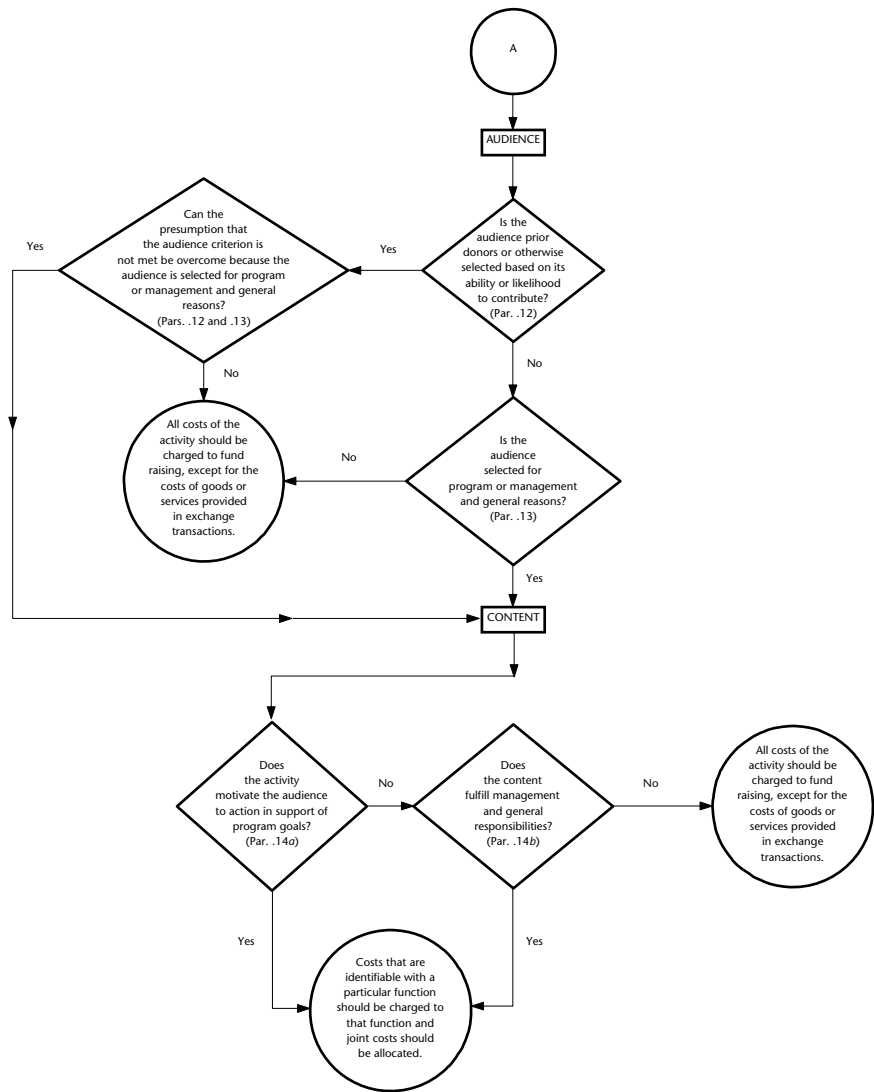 A
AUDIENCE
Is the
audience prior
donors or otherwise
selected based on its
ability or likelihood
to contribute?
(Par. .12)
Yes
Can the
presumption that
the audience criterion is
not met be overcome because the
audience is selected for program
or management and general
reasons?
(Pars. .12 and .13)
Yes
No
No
All costs of the
activity should be
charged to fund
raising, except for the
costs of goods or
services provided
in exchange
transactions.
No
Is the
audience
selected for
program or management
and general reasons?
(Par. .13)
Yes
CONTENT
Does
the activity
motivate the audience
to action in support of
program goals?
(Par. .14a)
No
Does
the content
fulfill management
and general
responsibilities?
(Par. .14b)
No
All costs of the
activity should be
charged to fund
raising, except for the
costs of goods or
services provided
in exchange
transactions.
Yes
Yes
Costs that are
identifiable with a
particular function
should be charged to
that function and
joint costs should
be allocated.